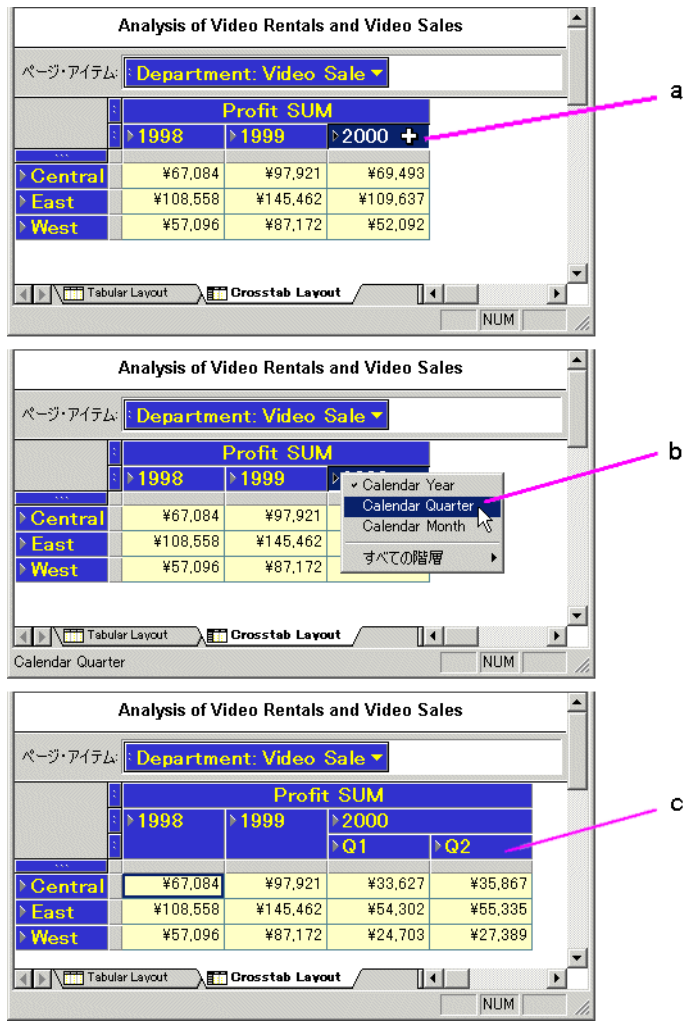 Analysis of Video Rentals and Video Sales
ページ・アイテム: Department: Video Sale
a
Profit SUM
1998 1999 2000
Central ¥67,084 ¥97,921 ¥69,493
East ¥108,558 ¥145,462 ¥109,637
West ¥57,096 ¥87,172 ¥52,092
Tabular Layout Crosstab Layout
NUM
Analysis of Video Rentals and Video Sales
ページ・アイテム: Department: Video Sale
b
Profit SUM
1998 1999
Calendar Year
Calendar Quarter
Calendar Month
すべての階層
Central ¥67,084 ¥97,921
East ¥108,558 ¥145,462
West ¥57,096 ¥87,172
Tabular Layout Crosstab Layout
Calendar Quarter NUM
Analysis of Video Rentals and Video Sales
ページ・アイテム: Department: Video Sale
c
Profit SUM
1998 1999 2000
Q1 Q2
Central ¥67,084 ¥97,921 ¥33,627 ¥35,867
East ¥108,558 ¥145,462 ¥54,302 ¥55,335
West ¥57,096 ¥87,172 ¥24,703 ¥27,389
Tabular Layout Crosstab Layout
NUM